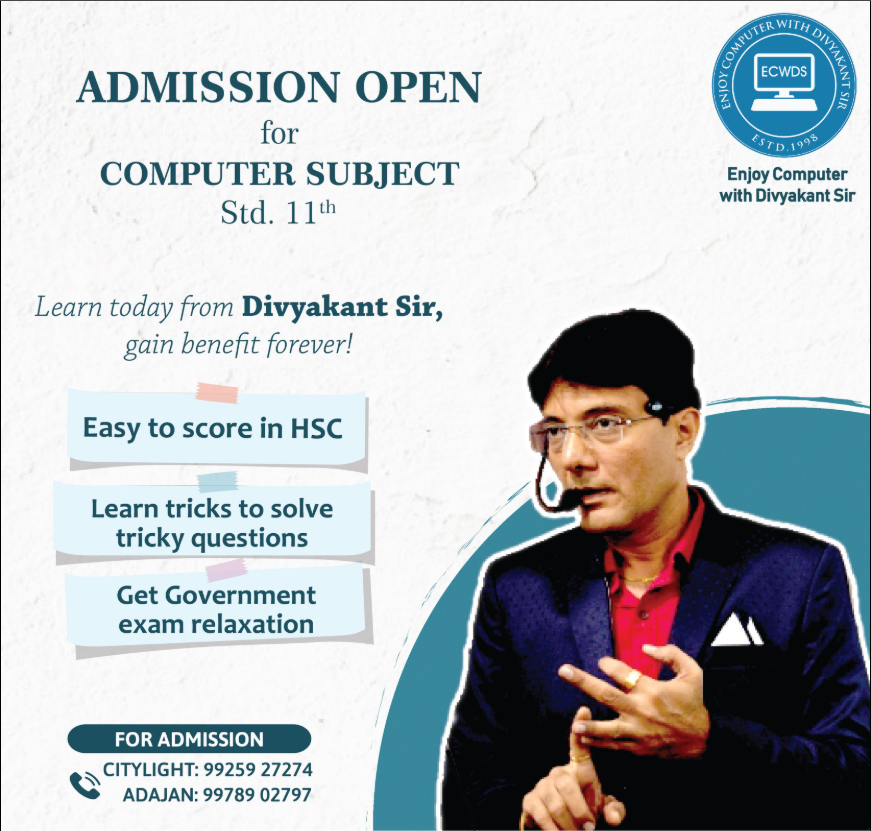 ADMISSION OPEN
for
COMPUTER SUBJECT
Std. 11th
ENJOY COMPUTER WITH DIVYAKANT SIR
ECWDS
ESTD.1998
Enjoy Computer
with Divyakant Sir
Learn today from Divyakant Sir,
gain benefit forever!
Easy to score in HSC
Learn tricks to solve
tricky questions
Get Government
exam relaxation
FOR ADMISSION
CITYLIGHT: 99259 27274
ADAJAN: 99789 02797